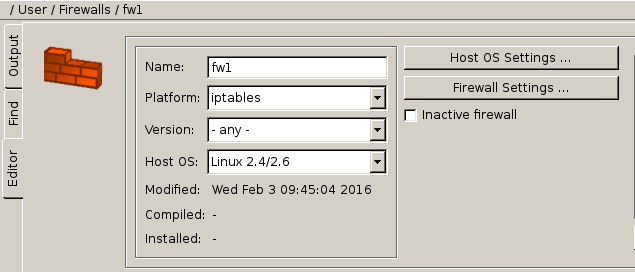 / User / Firewalls / fw1
Output
Find
Editor
Name: fw1
Platform: iptables
Version: - any -
Host OS: Linux 2.4/2.6
Modified: Wed Feb 3 09:45:04 2016
Compiled: -
Installed: -
Host OS Settings ...
Firewall Settings ...
Inactive firewall